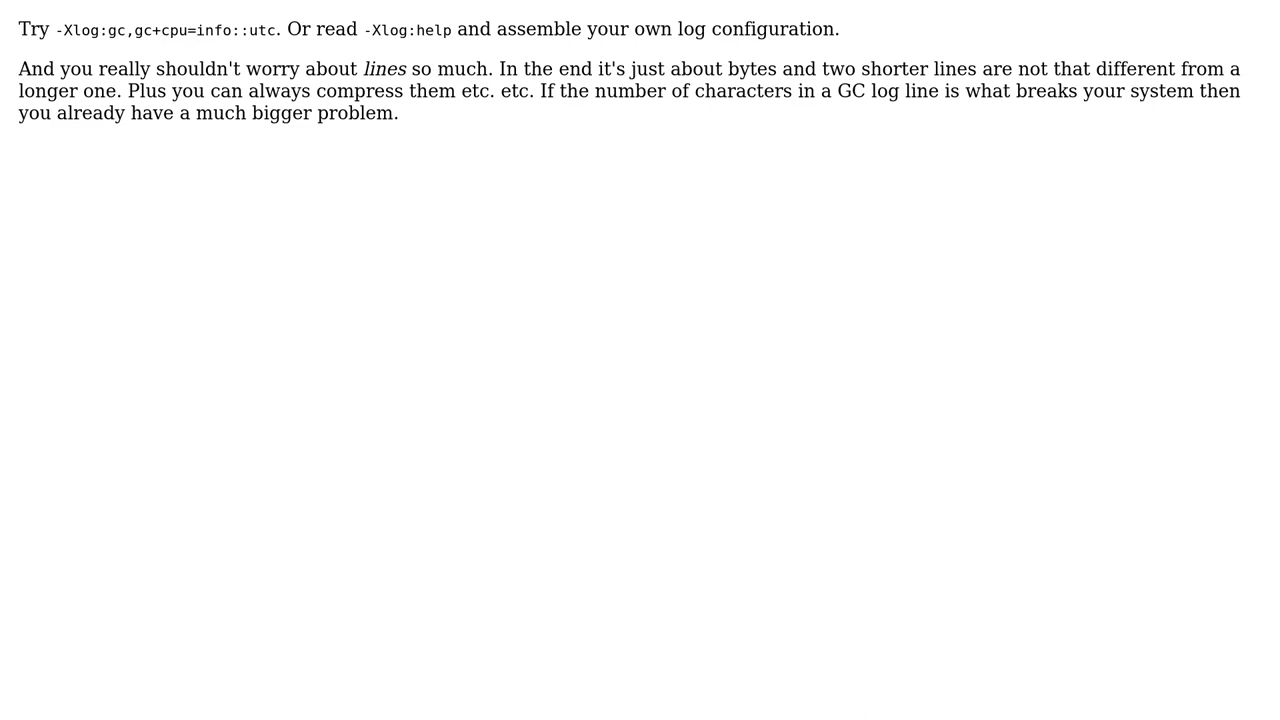 Try -Xlog:gc,gc+cpu=info::utc. Or read -Xlog:help and assemble your own log configuration.
And you really shouldn't worry about lines so much. In the end it's just about bytes and two shorter lines are not that different from a
longer one. Plus you can always compress them etc. etc. If the number of characters in a GC log line is what breaks your system then
you already have a much bigger problem.